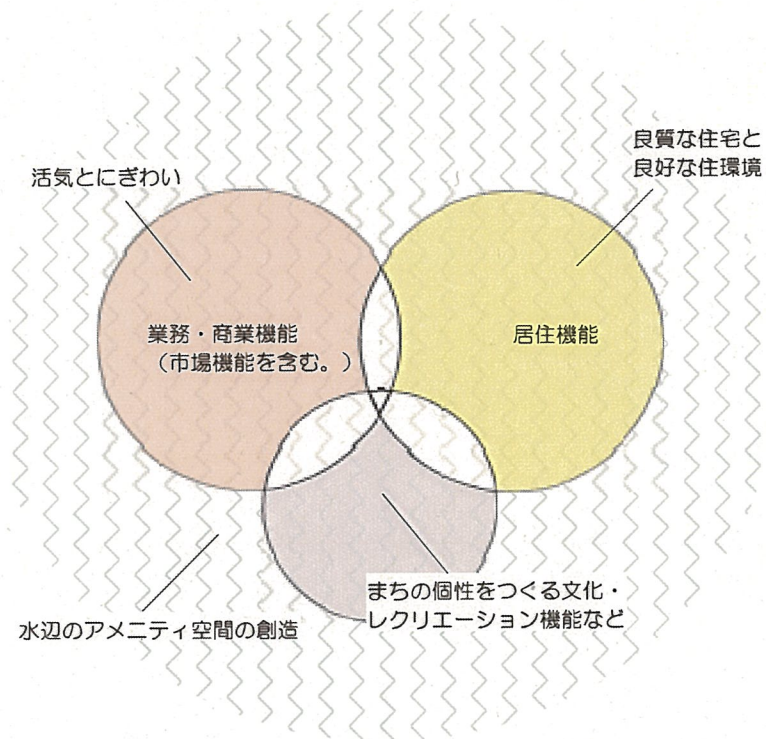 良質な住宅と
良好な住環境
活気とにぎわい
業務・商業機能
（市場機能を含む。）
居住機能
まちの個性をつくる文化・
レクリエーション機能など
水辺のアメニティ空間の創造